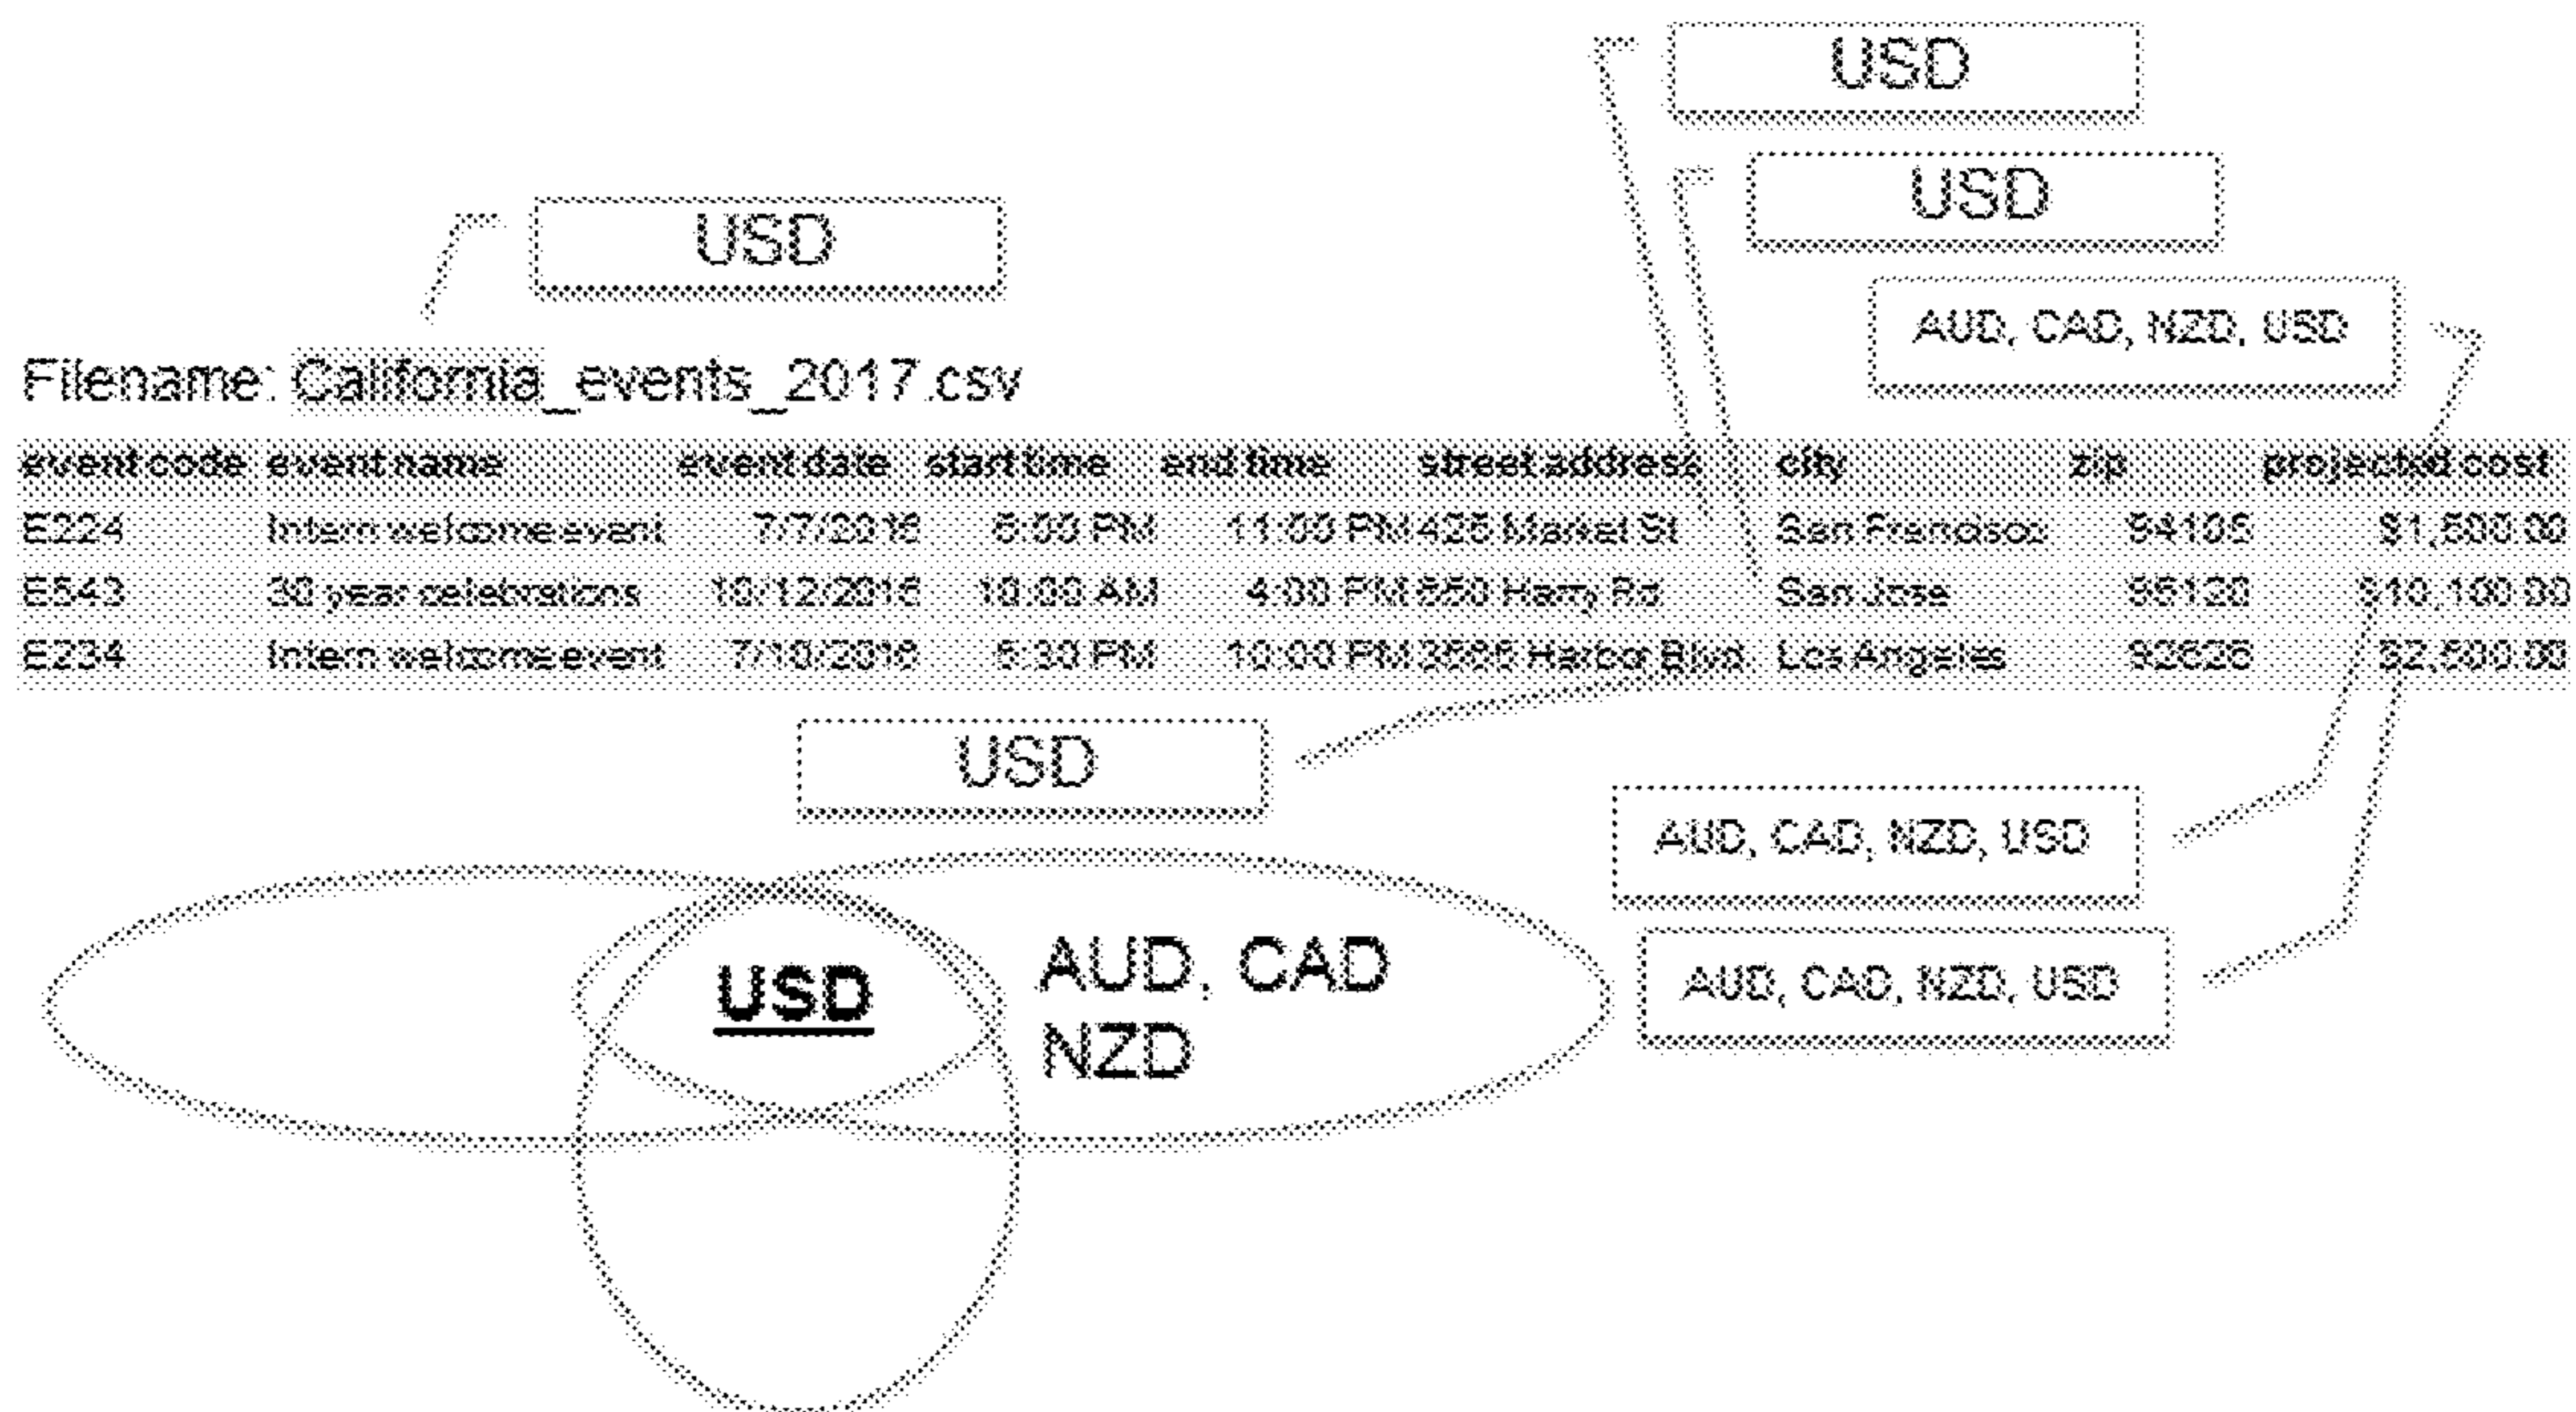 USD
USD
USD
AUD, CAD, NZD, USD
Filename: California_events_2017.csv
event code event name event date start time end time street address city zip projected cost
E224 Intern welcome event 7/7/2016 6:00 PM 11:00 PM 425 Market St San Francisco 94105 $1,500.00
E543 30 year celebrations 10/12/2016 10:00 AM 4:00 PM 650 Harry Rd San Jose 95120 $10,100.00
E234 Intern welcome event 7/10/2016 5:30 PM 10:00 PM Harbor Blvd Los Angeles 92626 $2,500.00
USD
AUD, CAD, NZD, USD
USD
AUD, CAD
NZD
AUD, CAD, NZD, USD